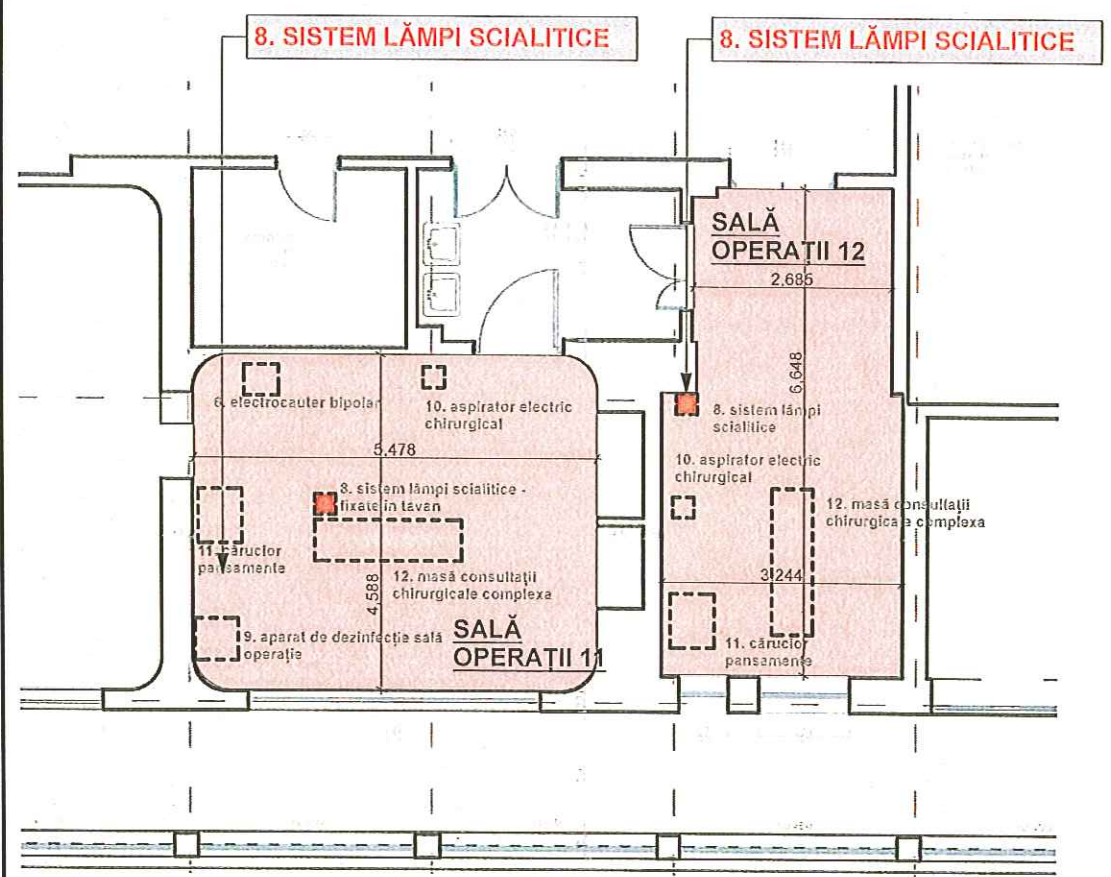 8. SISTEM LĂMPI SCIALITICE
8. SISTEM LĂMPI SCIALITICE
SALĂ
OPERAȚII 12
2,685
6,648
8. sistem lămpi
scialitice
10. aspirator electric
chirurgical
12. masă consultații
chirurgicale complexa
3,244
11. cărucior
pansamente
6. electrocauter bipolar
10. aspirator electric
chirurgical
5,478
8. sistem lămpi scialitice -
fixate in tavan
11. cărucior
pansamente
12. masă consultații
chirurgicale complexa
4,588
9. aparat de dezinfecție sală
operație
SALĂ
OPERAȚII 11